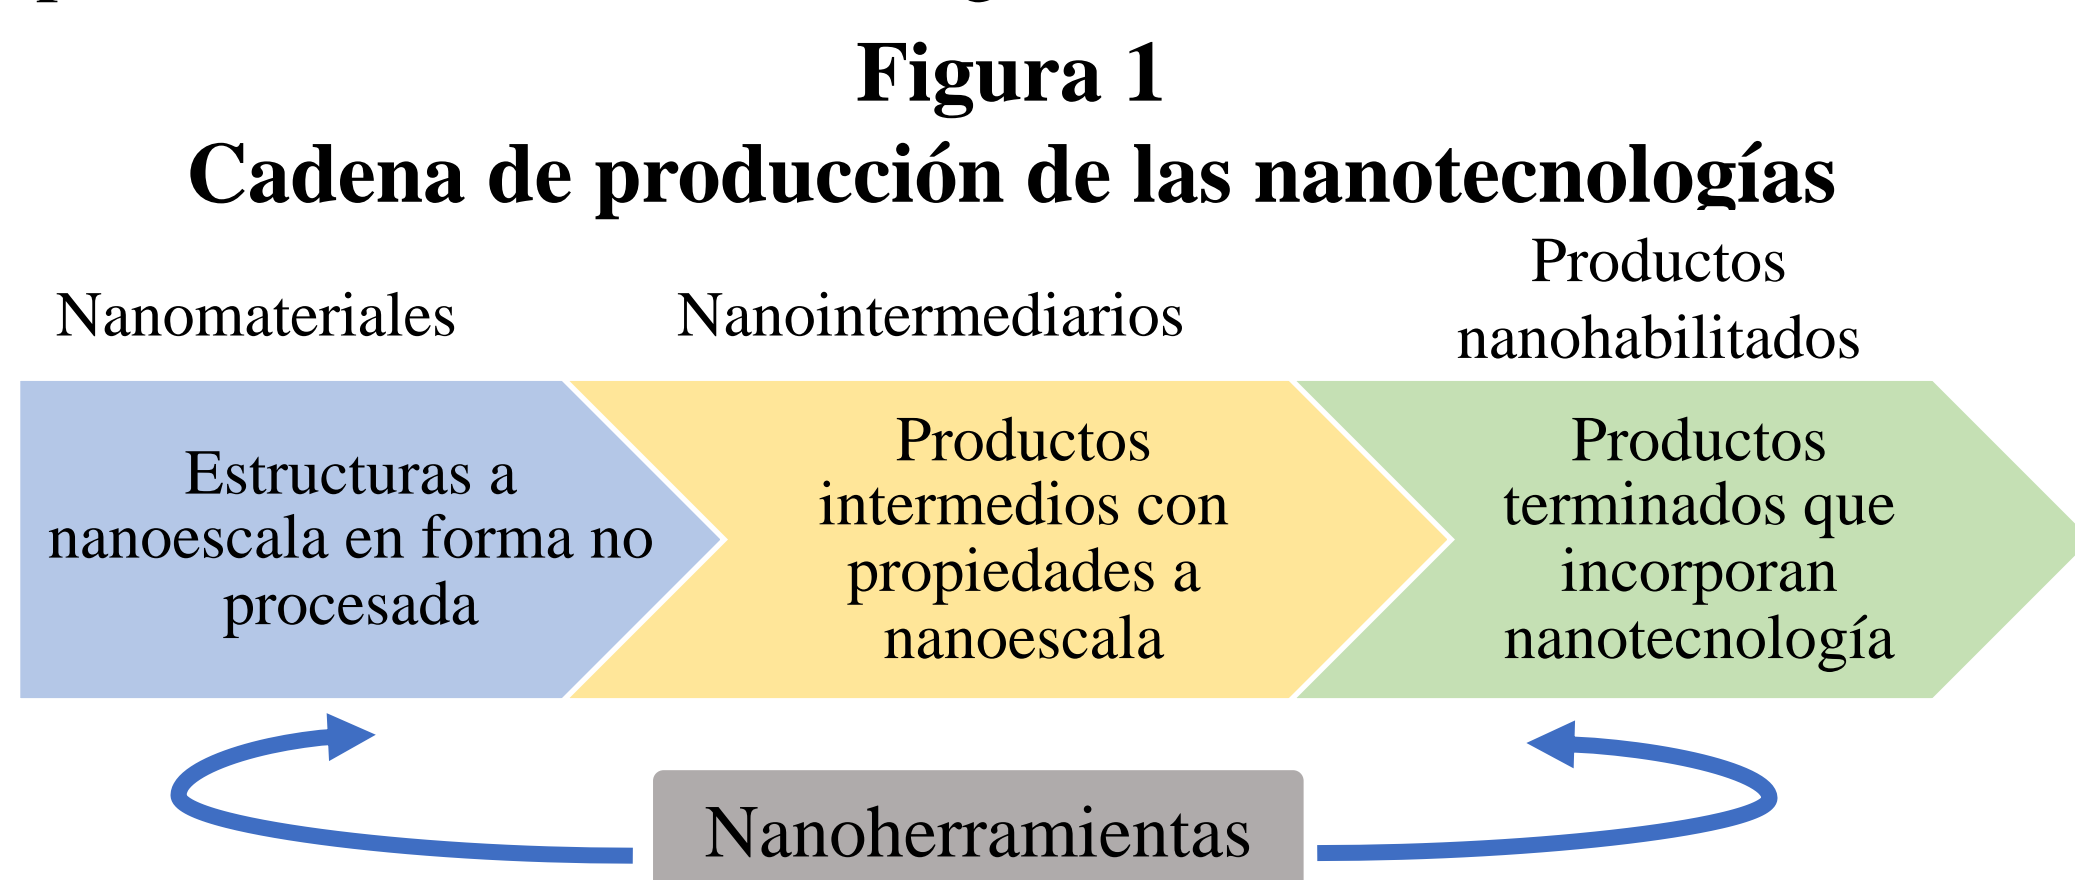 Figura 1
Cadena de producción de las nanotecnologías
Nanomateriales
Nanointermediarios
Productos
nanohabilitados
Estructuras a
nanoescala en forma no
procesada
Productos
intermedios con
propiedades a
nanoescala
Productos
terminados que
incorporan
nanotecnología
Nanoherramientas